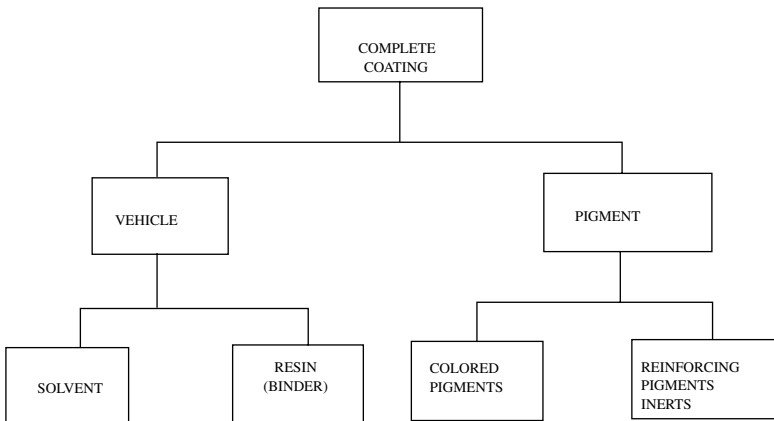 COMPLETE
COATING
VEHICLE
PIGMENT
SOLVENT
RESIN
(BINDER)
COLORED
PIGMENTS
REINFORCING
PIGMENTS
INERTS